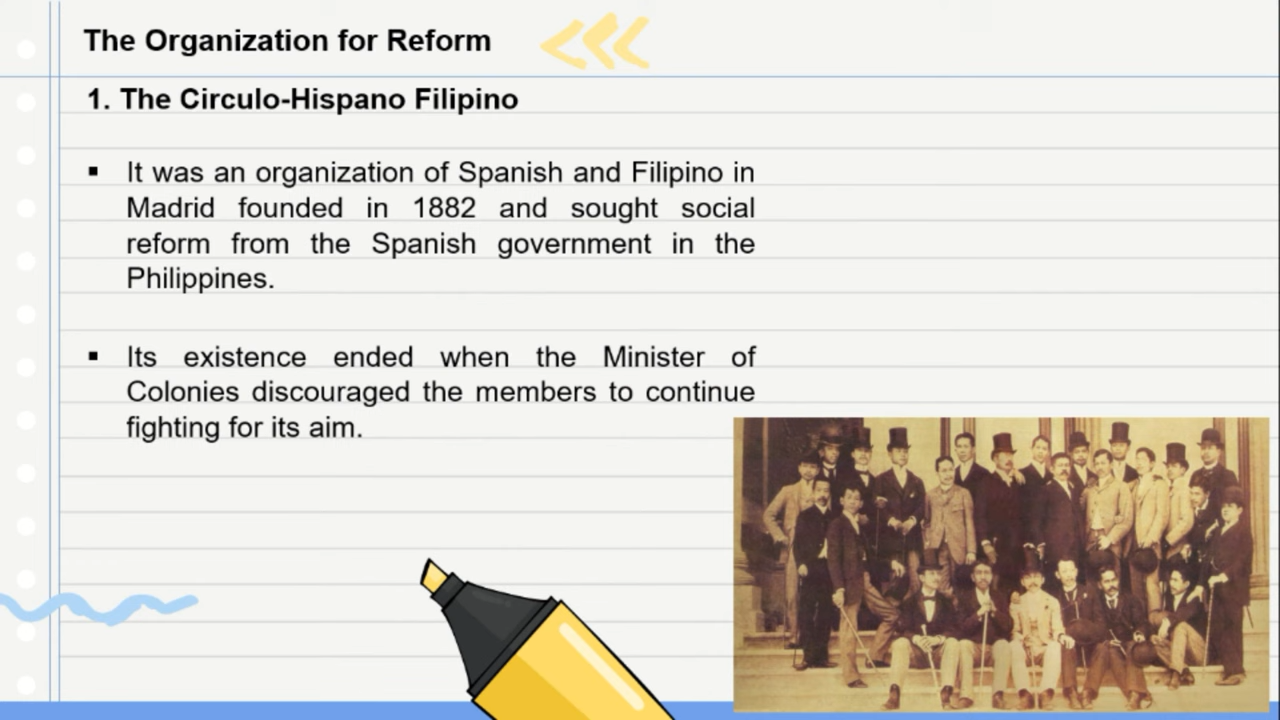 The Organization for Reform
1. The Circulo-Hispano Filipino
▪ It was an organization of Spanish and Filipino in
Madrid founded in 1882 and sought social
reform from the Spanish government in the
Philippines.
▪ Its existence ended when the Minister of
Colonies discouraged the members to continue
fighting for its aim.